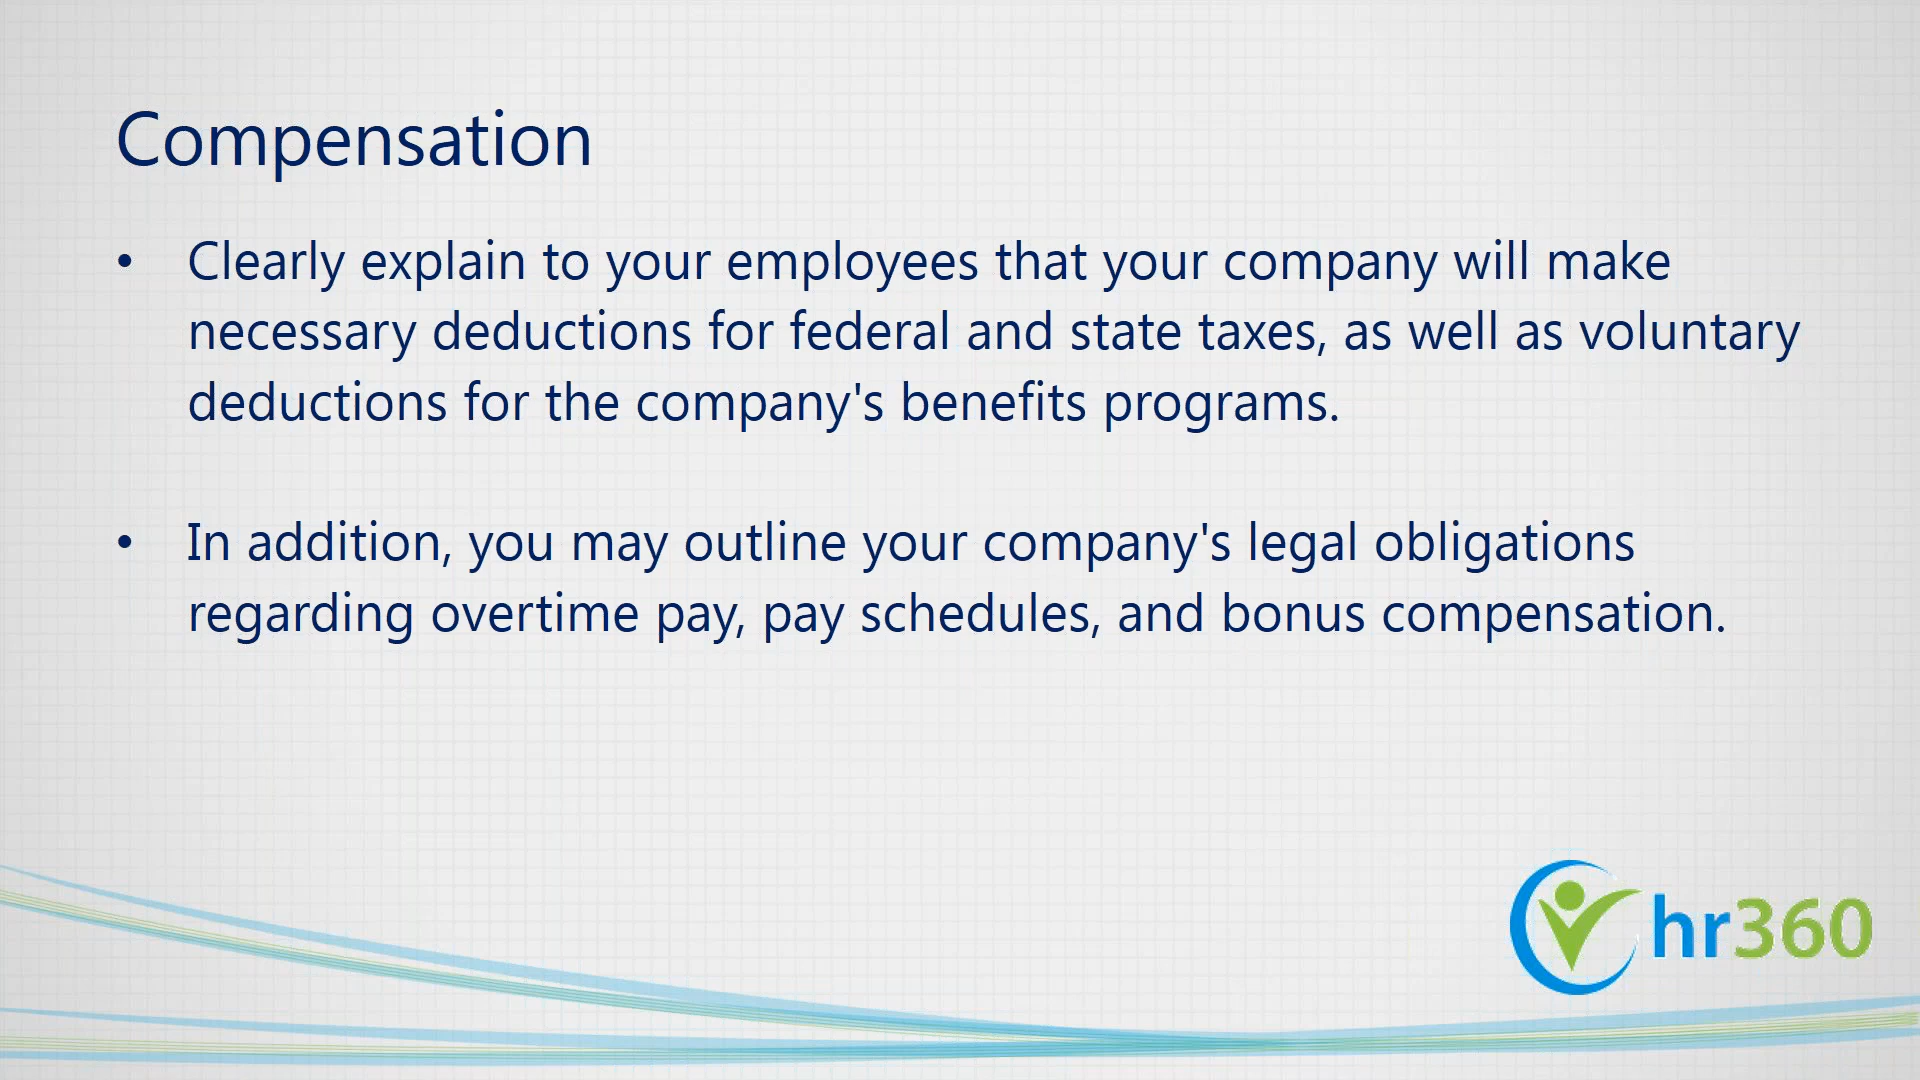 Compensation
• Clearly explain to your employees that your company will make
necessary deductions for federal and state taxes, as well as voluntary
deductions for the company's benefits programs.
• In addition, you may outline your company's legal obligations
regarding overtime pay, pay schedules, and bonus compensation.
hr360